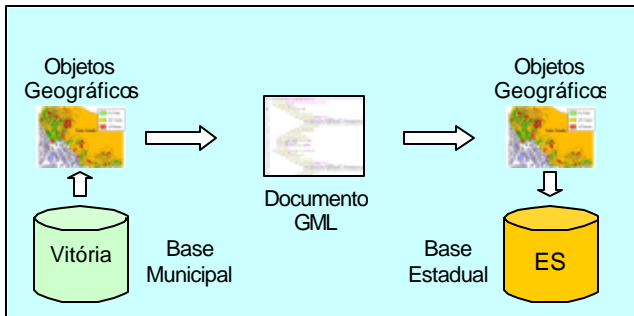 Objetos
Geográficos
Documento
GML
Objetos
Geográficos
Vitória
Base
Municipal
Base
Estadual
ES